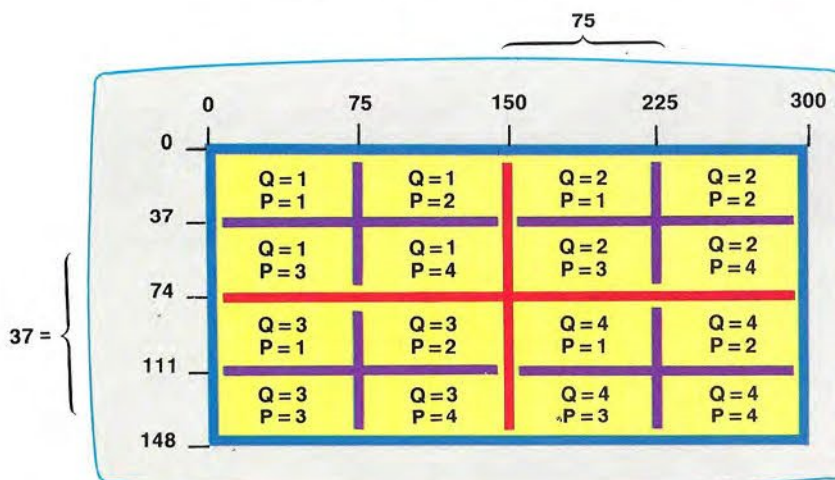 75
0 75 150 225 300
0
Q=1 Q=1 Q=2 Q=2
P=1 P=2 P=1 P=2
37
Q=1 Q=1 Q=2 Q=2
P=3 P=4 P=3 P=4
74
37 =
Q=3 Q=3 Q=4 Q=4
P=1 P=2 P=1 P=2
111
Q=3 Q=3 Q=4 Q=4
P=3 P=4 P=3 P=4
148